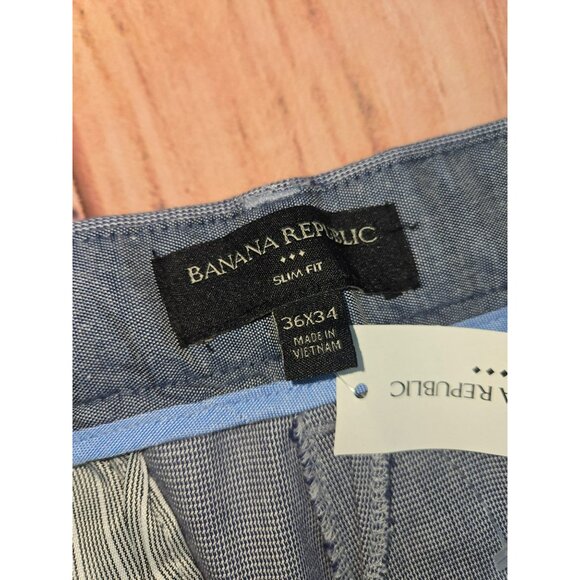 BANANA REPUBLIC
SLIM FIT
36X34
MADE IN
VIETNAM
A REPUBLIC